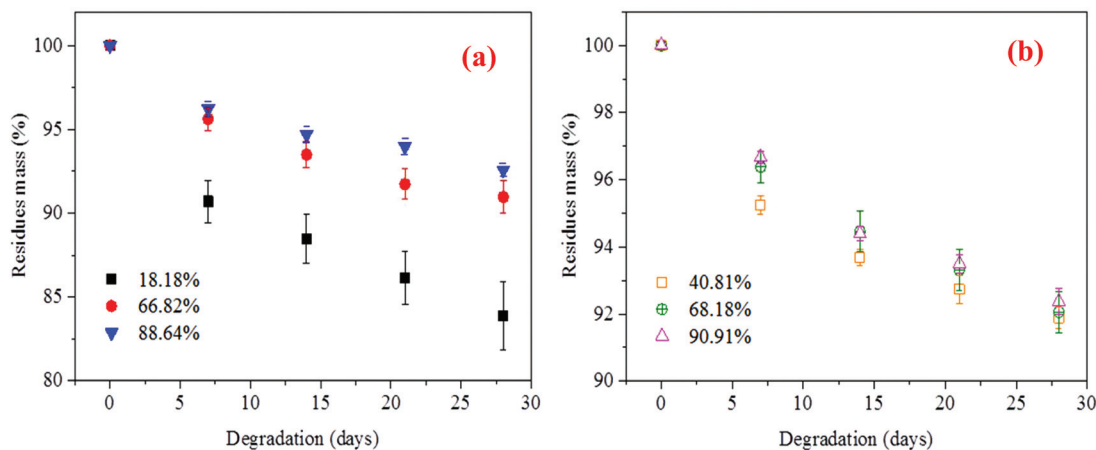 (a)
Residues mass (%)
100
95
90
85
80
18.18%
66.82%
88.64%
0 5 10 15 20 25 30
Degradation (days)
(b)
Residues mass (%)
100
98
96
94
92
90
40.81%
68.18%
90.91%
0 5 10 15 20 25 30
Degradation (days)